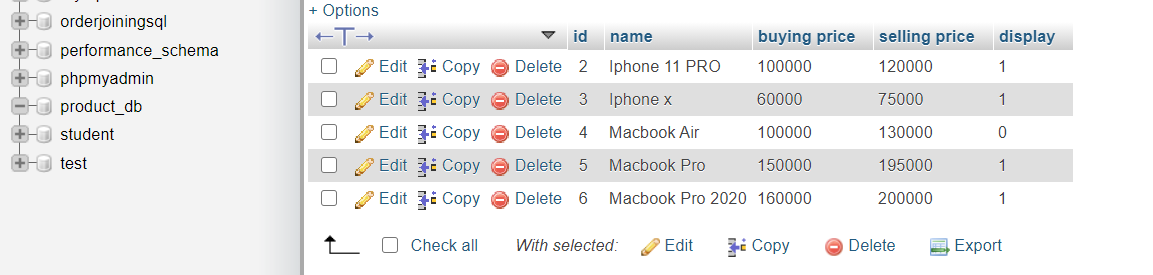 orderjoiningsql
performance_schema
phpmyadmin
product_db
student
test
+ Options
id name buying price selling price display
Edit Copy Delete 2 Iphone 11 PRO 100000 120000 1
Edit Copy Delete 3 Iphone x 60000 75000 1
Edit Copy Delete 4 Macbook Air 100000 130000 0
Edit Copy Delete 5 Macbook Pro 150000 195000 1
Edit Copy Delete 6 Macbook Pro 2020 160000 200000 1
Check all With selected: Edit Copy Delete Export